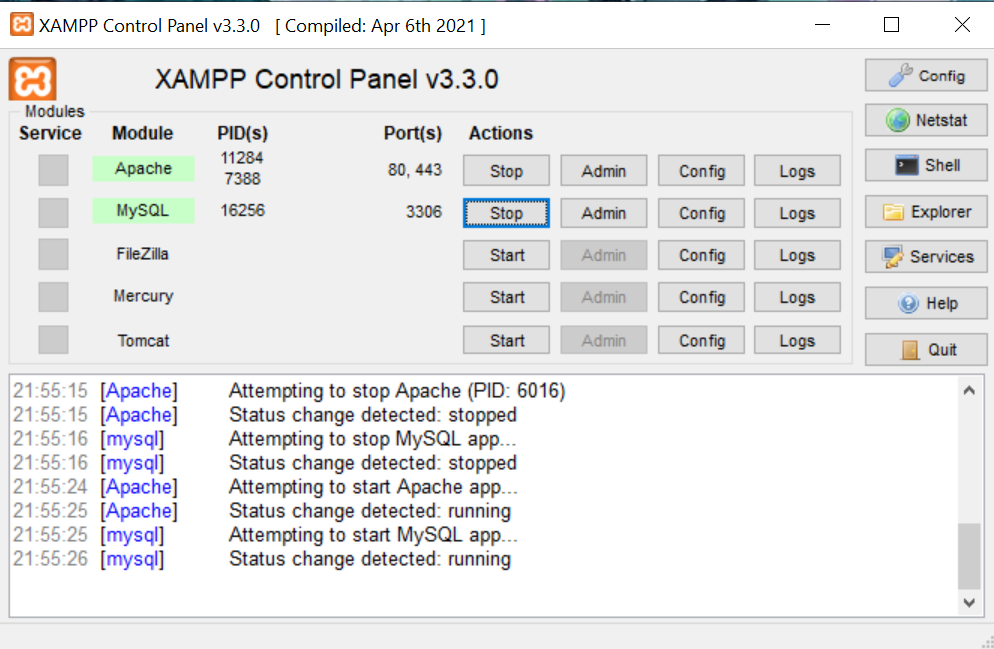 XAMPP Control Panel v3.3.0 [ Compiled: Apr 6th 2021 ]
XAMPP Control Panel v3.3.0
Config
Modules
Service Module PID(s) Port(s) Actions
Netstat
Apache 11284 7388 80, 443 Stop Admin Config Logs
Shell
MySQL 16256 3306 Stop Admin Config Logs
Explorer
FileZilla Start Admin Config Logs
Services
Mercury Start Admin Config Logs
Help
Tomcat Start Admin Config Logs
Quit
21:55:15 [Apache] Attempting to stop Apache (PID: 6016)
21:55:15 [Apache] Status change detected: stopped
21:55:16 [mysql] Attempting to stop MySQL app...
21:55:16 [mysql] Status change detected: stopped
21:55:24 [Apache] Attempting to start Apache app...
21:55:25 [Apache] Status change detected: running
21:55:25 [mysql] Attempting to start MySQL app...
21:55:26 [mysql] Status change detected: running